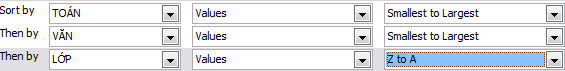 Sort by TOÁN Values Smallest to Largest
Then by VĂN Values Smallest to Largest
Then by LỚP Values Z to A